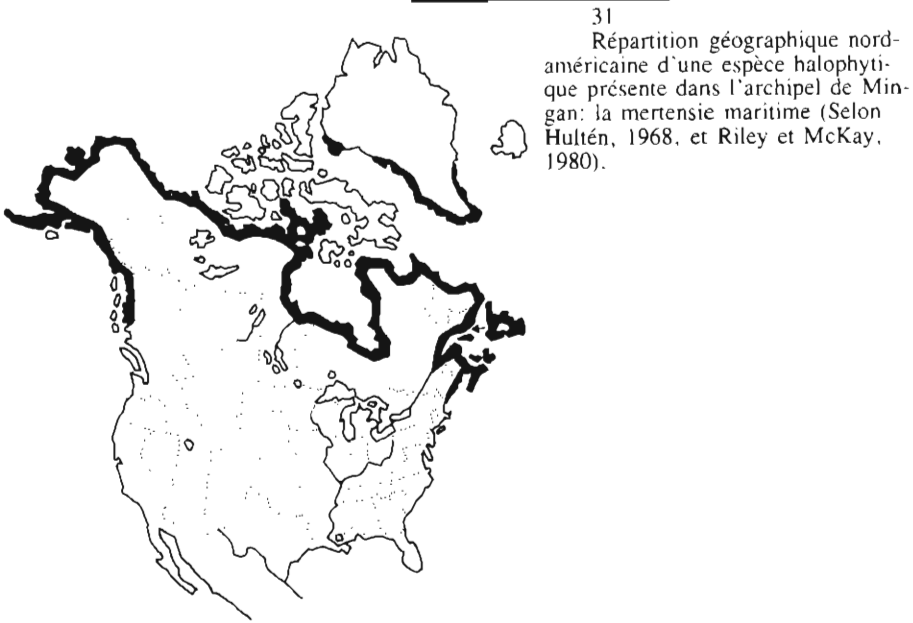 31
Répartition géographique nord-
américaine d'une espèce halophyti-
que présente dans l'archipel de Min-
gan: la mertensie maritime (Selon
Hultén, 1968, et Riley et McKay,
1980).